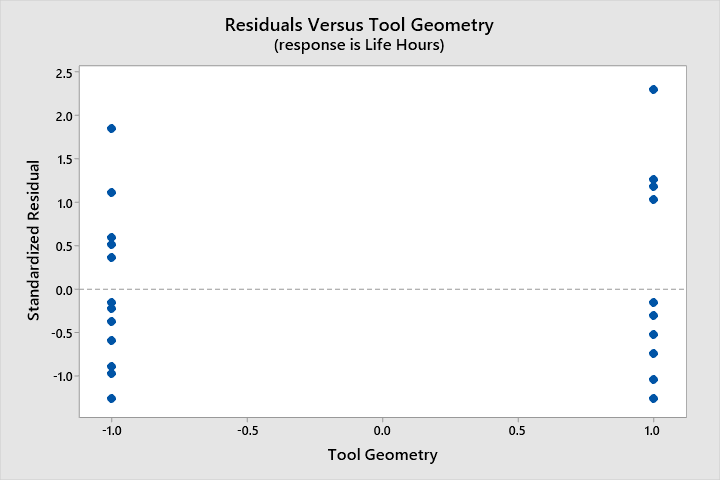 Residuals Versus Tool Geometry
(response is Life Hours)
2.5
2.0
1.5
1.0
0.5
0.0
-0.5
-1.0
Standardized Residual
-1.0 -0.5 0.0 0.5 1.0
Tool Geometry